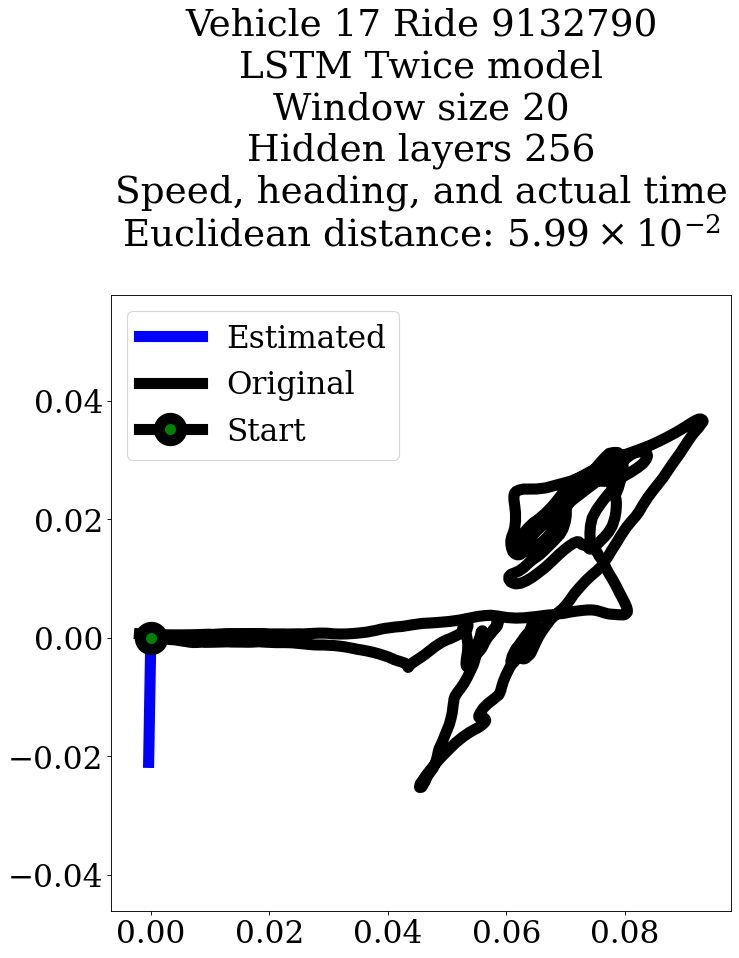 Vehicle 17 Ride 9132790
LSTM Twice model
Window size 20
Hidden layers 256
Speed, heading, and actual time
Euclidean distance: 5.99 × 10⁻²
Estimated
Original
Start
0.04
0.02
0.00
−0.02
−0.04
0.00 0.02 0.04 0.06 0.08